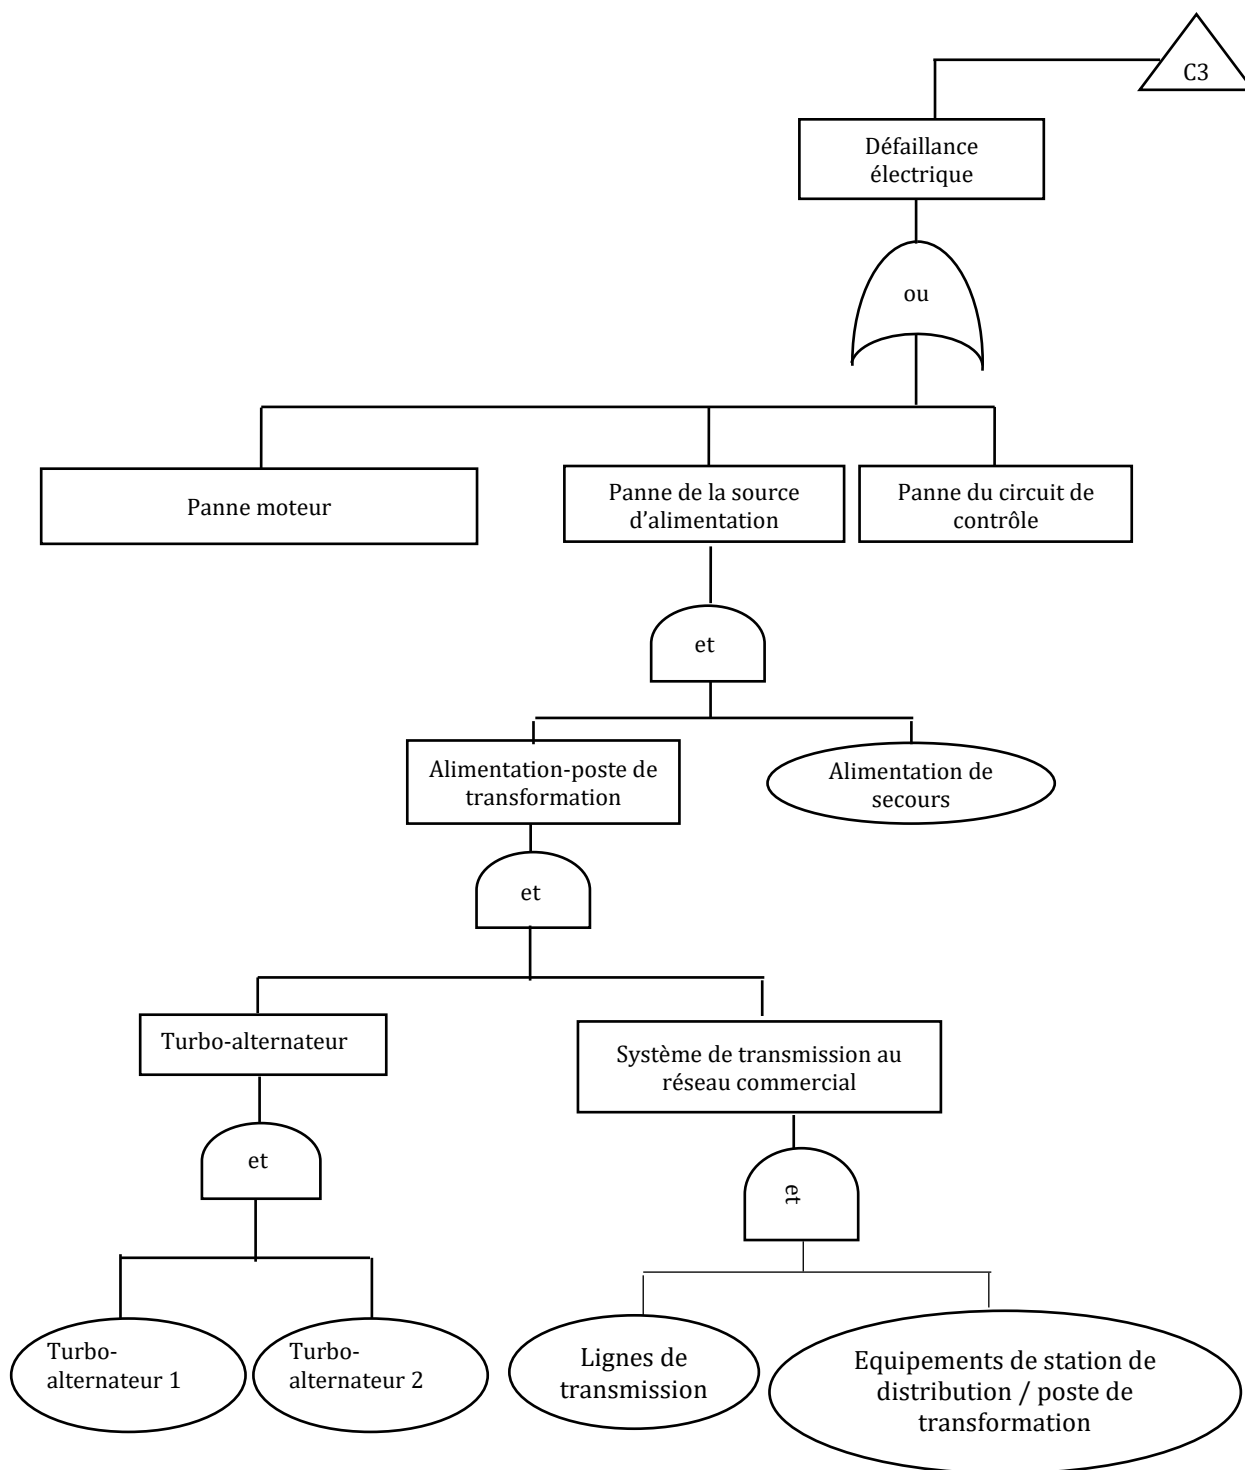 C3
Défaillance
électrique
ou
Panne moteur
Panne de la source
d’alimentation
Panne du circuit de
contrôle
et
Alimentation-poste de
transformation
Alimentation de
secours
et
Turbo-alternateur
Système de transmission au
réseau commercial
et
et
Turbo-
alternateur 1
Turbo-
alternateur 2
Lignes de
transmission
Equipements de station de
distribution / poste de
transformation